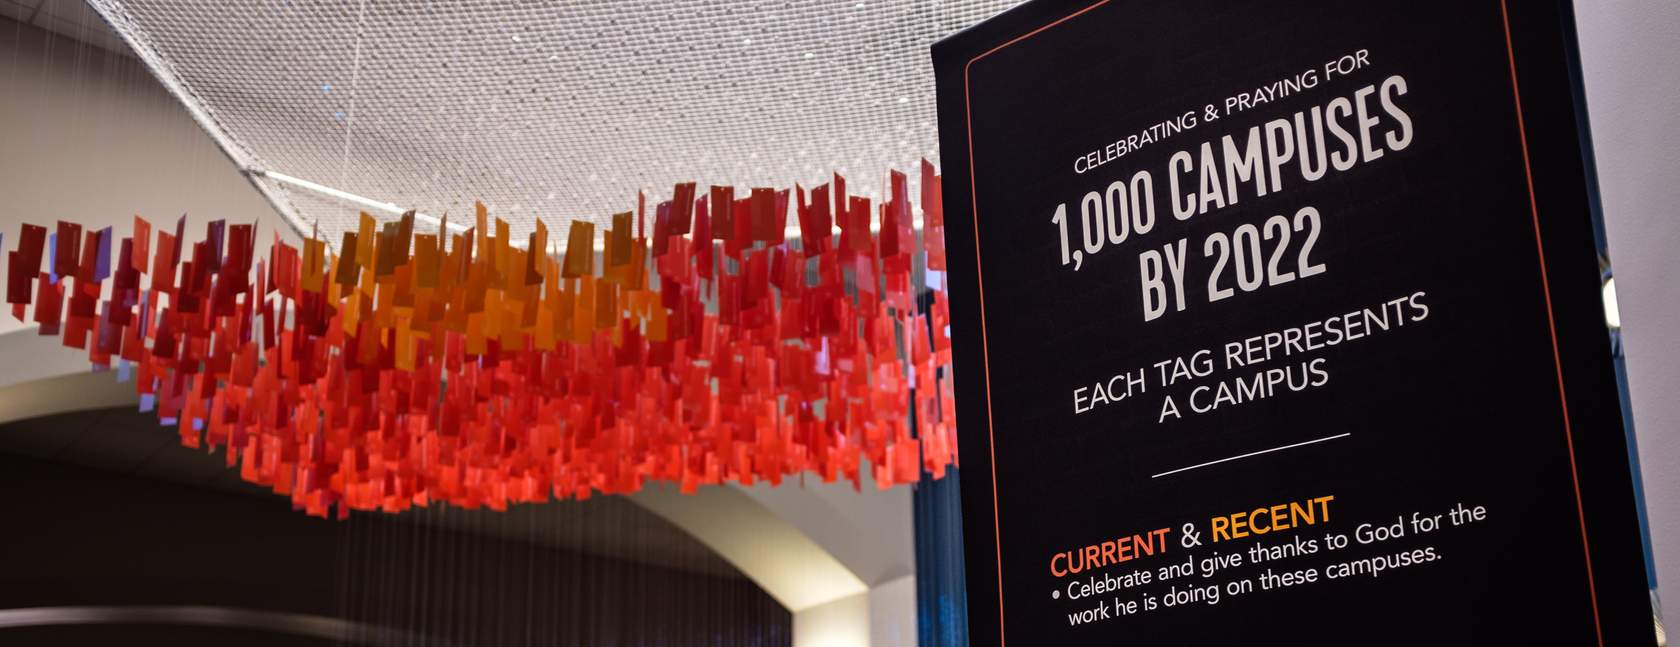 CELEBRATING & PRAYING FOR
1,000 CAMPUSES
BY 2022
EACH TAG REPRESENTS
A CAMPUS
CURRENT & RECENT
• Celebrate and give thanks to God for the
work he is doing on these campuses.